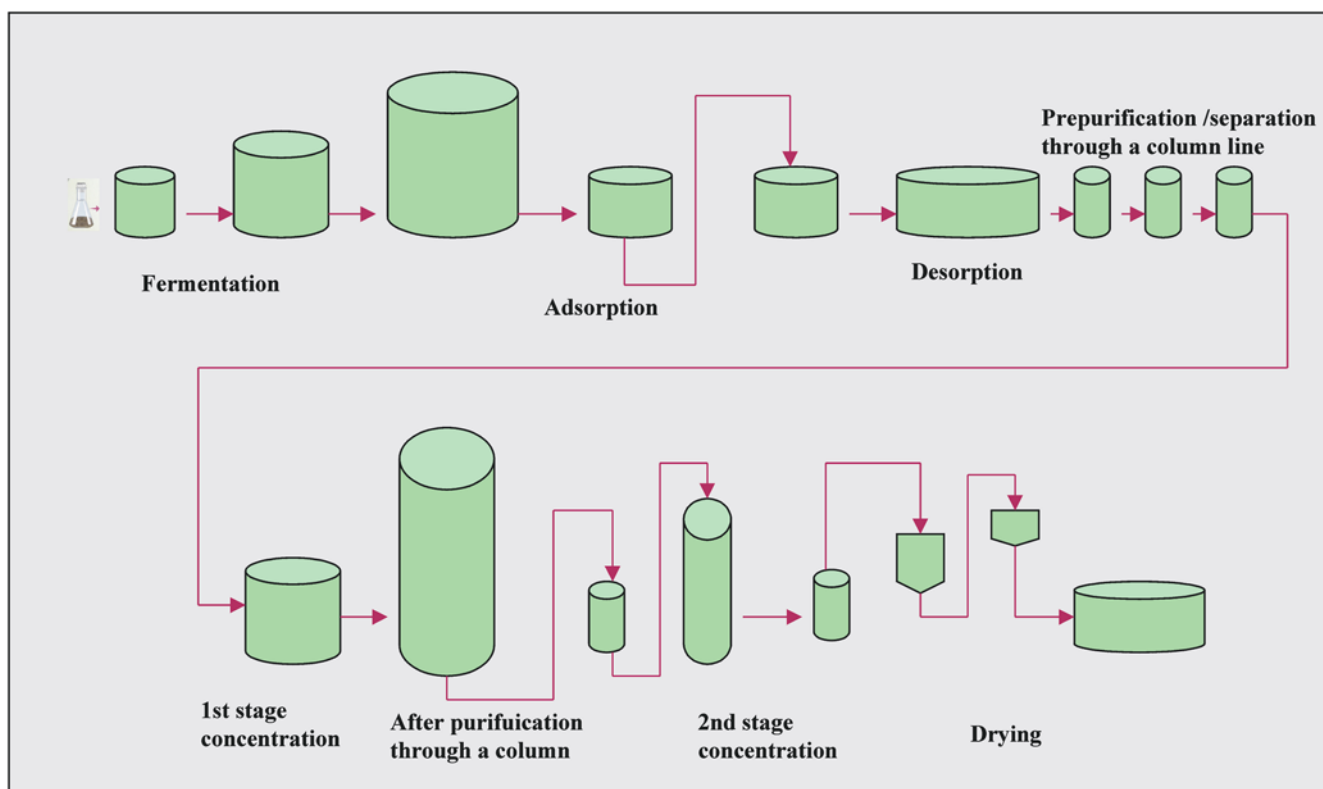 Prepurification /separation
through a column line
Fermentation
Adsorption
Desorption
1st stage
concentration
After purifuication
through a column
2nd stage
concentration
Drying